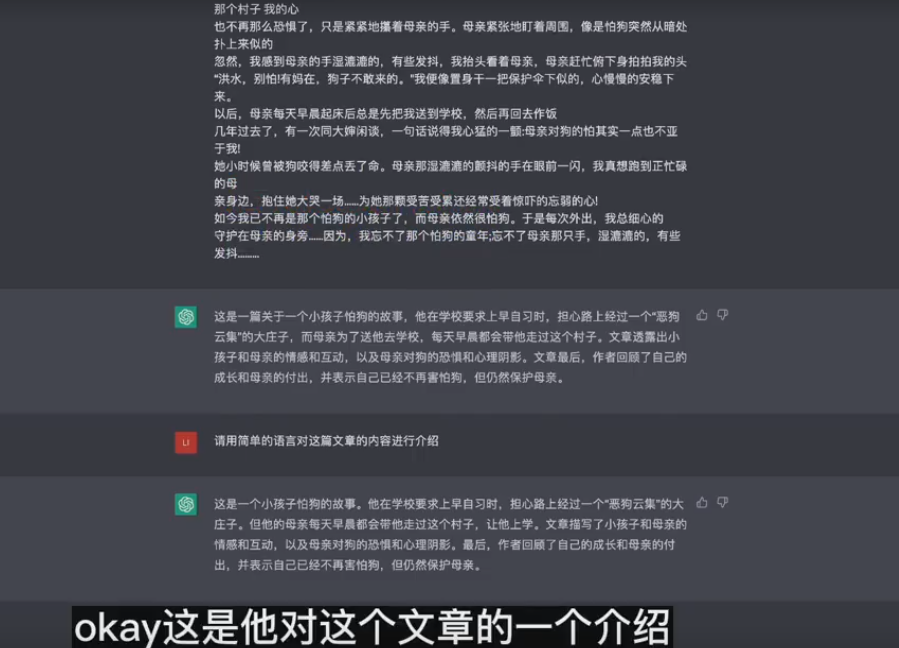 那个村子 我的心
也不再那么恐惧了，只是紧紧地攥着母亲的手。母亲紧张地盯着周围，像是怕狗突然从暗处
扑上来似的
忽然，我感到母亲的手湿漉漉的，有些发抖，我抬头看着母亲，母亲赶忙俯下身拍拍我的头
“洪水，别怕!有妈在，狗子不敢来的。”我便像置身干一把保护伞下似的，心慢慢的安稳下
来。
以后，母亲每天早晨起床后总是先把我送到学校，然后再回去作饭
几年过去了，有一次同大婶闲谈，一句话说得我心猛的一颤:母亲对狗的怕其实一点也不亚
于我!
她小时候曾被狗咬得差点丢了命。母亲那湿漉漉的颤抖的手在眼前一闪，我真想跑到正忙碌
的母
亲身边，抱住她大哭一场......为她那颗受苦受累还经常受着惊吓的忘弱的心!
如今我已不再是那个怕狗的小孩子了，而母亲依然很怕狗。于是每次外出，我总细心的
守护在母亲的身旁......因为，我忘不了那个怕狗的童年;忘不了母亲那只手，湿漉漉的，有些
发抖.........
这是一篇关于一个小孩子怕狗的故事，他在学校要求上早自习时，担心路上经过一个“恶狗
云集”的大庄子，而母亲为了送他去学校，每天早晨都会带他走过这个村子。文章透露出小
孩子和母亲的情感和互动，以及母亲对狗的恐惧和心理阴影。文章最后，作者回顾了自己的
成长和母亲的付出，并表示自己已经不再害怕狗，但仍然保护母亲。
LI
请用简单的语言对这篇文章的内容进行介绍
这是一个小孩子怕狗的故事。他在学校要求上早自习时，担心路上经过一个“恶狗云集”的大
庄子。但他的母亲每天早晨都会带他走过这个村子，让他上学。文章描写了小孩子和母亲的
情感和互动，以及母亲对狗的恐惧和心理阴影。最后，作者回顾了自己的成长和母亲的付
出，并表示自己已经不再害怕狗，但仍然保护母亲。
okay这是他对这个文章的一个介绍